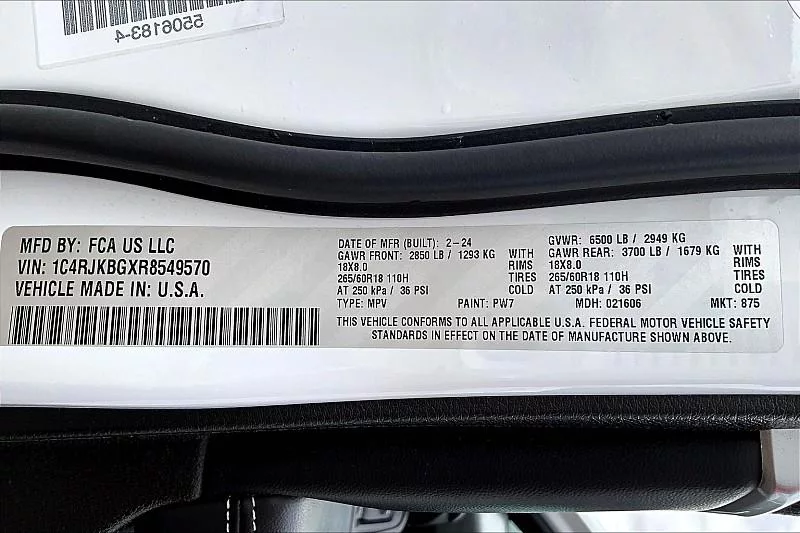 5506183-4
MFD BY: FCA US LLC
VIN: 1C4RJKBGXR8549570
VEHICLE MADE IN: U.S.A.
DATE OF MFR (BUILT): 2-24
GAWR FRONT: 2850 LB / 1293 KG WITH
18X8.0 RIMS
265/60R18 110H TIRES
AT 250 kPa / 36 PSI COLD
TYPE: MPV PAINT: PW7
GVWR: 6500 LB / 2949 KG
GAWR REAR: 3700 LB / 1679 KG WITH
18X8.0 RIMS
265/60R18 110H TIRES
AT 250 kPa / 36 PSI COLD
MDH: 021606 MKT: 875
THIS VEHICLE CONFORMS TO ALL APPLICABLE U.S.A. FEDERAL MOTOR VEHICLE SAFETY
STANDARDS IN EFFECT ON THE DATE OF MANUFACTURE SHOWN ABOVE.